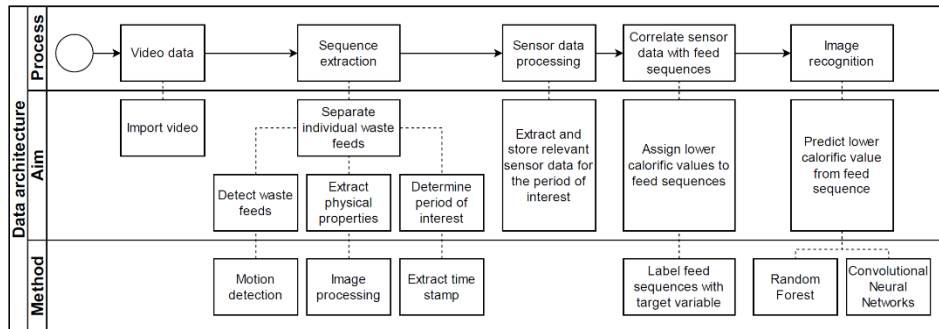 Data architecture
Process
Video data
Sequence
extraction
Sensor data
processing
Correlate sensor
data with feed
sequences
Image
recognition
Aim
Import video
Separate
individual waste
feeds
Detect waste
feeds
Extract
physical
properties
Determine
period of
interest
Extract and
store relevant
sensor data for
the period of
interest
Assign lower
calorific values to
feed sequences
Predict lower
calorific value
from feed
sequence
Method
Motion
detection
Image
processing
Extract time
stamp
Label feed
sequences with
target variable
Random
Forest
Convolutional
Neural
Networks